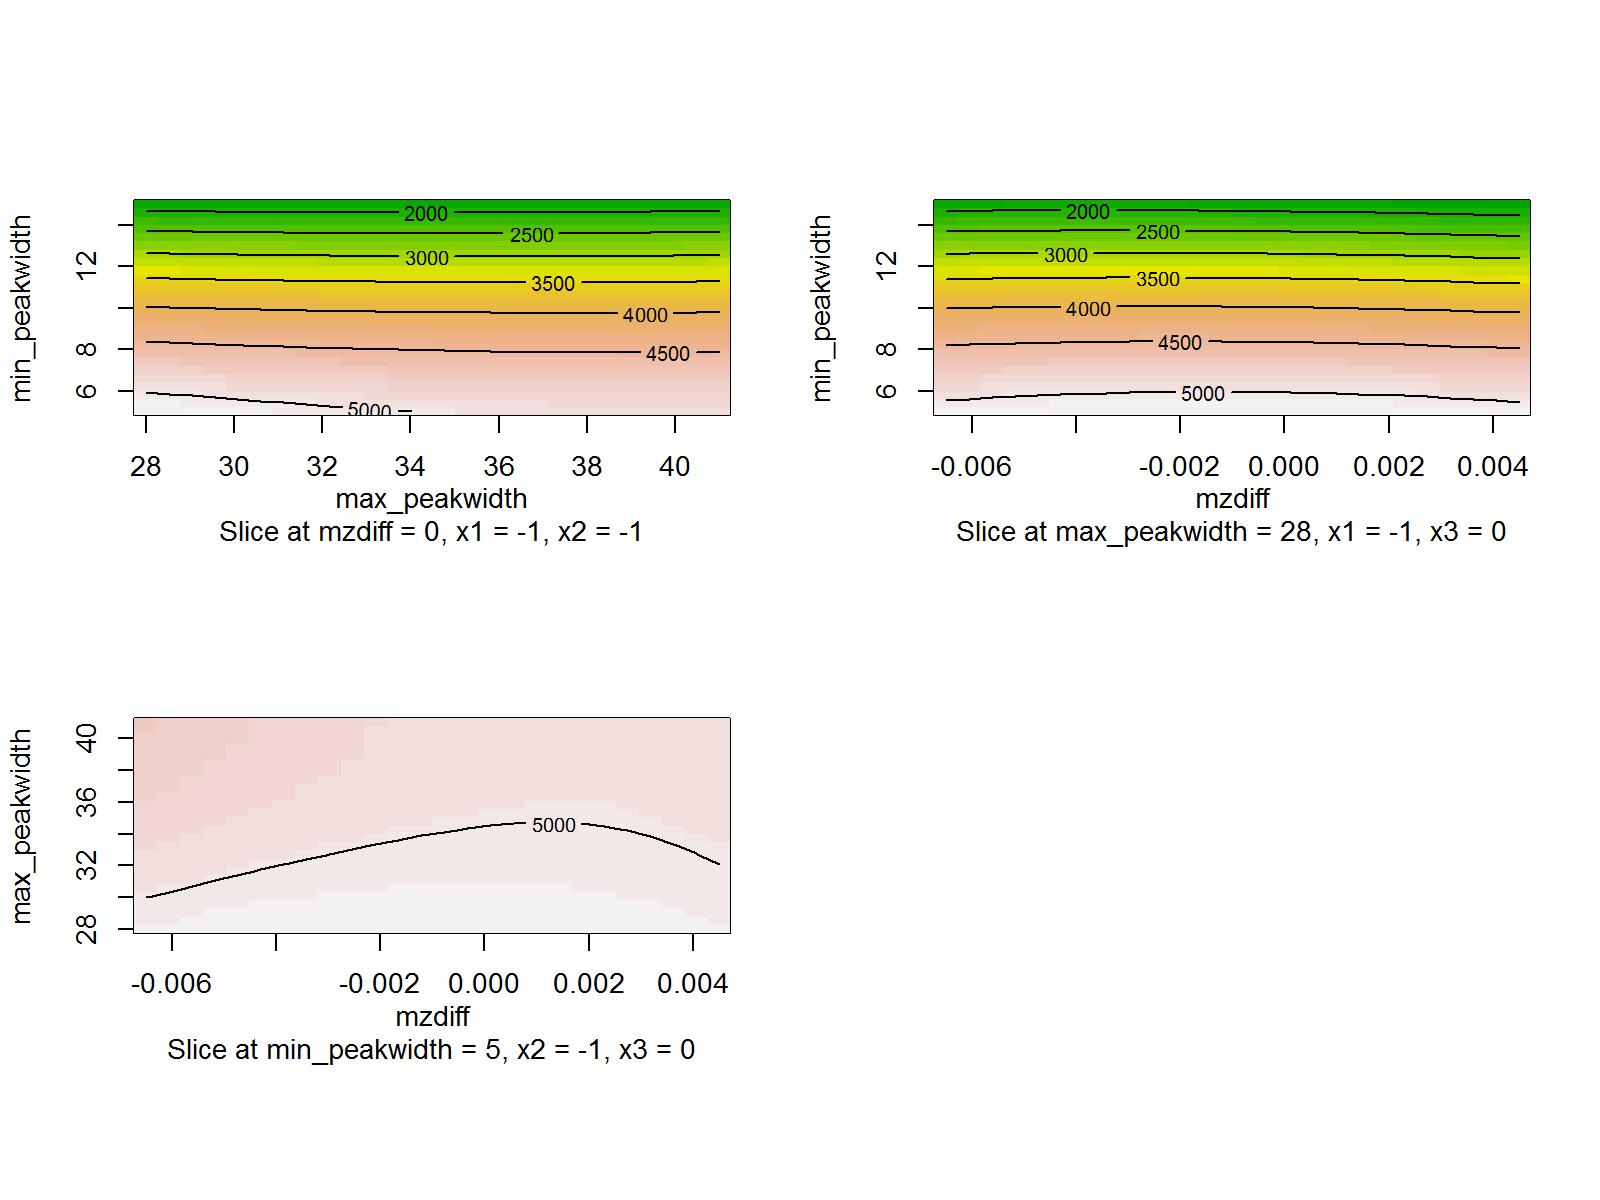 min_peakwidth
12
8
6
2000
2500
3000
3500
4000
4500
5000
28 30 32 34 36 38 40
max_peakwidth
Slice at mzdiff = 0, x1 = -1, x2 = -1
min_peakwidth
12
8
6
2000
2500
3000
3500
4000
4500
5000
-0.006 -0.002 0.000 0.002 0.004
mzdiff
Slice at max_peakwidth = 28, x1 = -1, x3 = 0
max_peakwidth
40
36
32
28
5000
-0.006 -0.002 0.000 0.002 0.004
mzdiff
Slice at min_peakwidth = 5, x2 = -1, x3 = 0